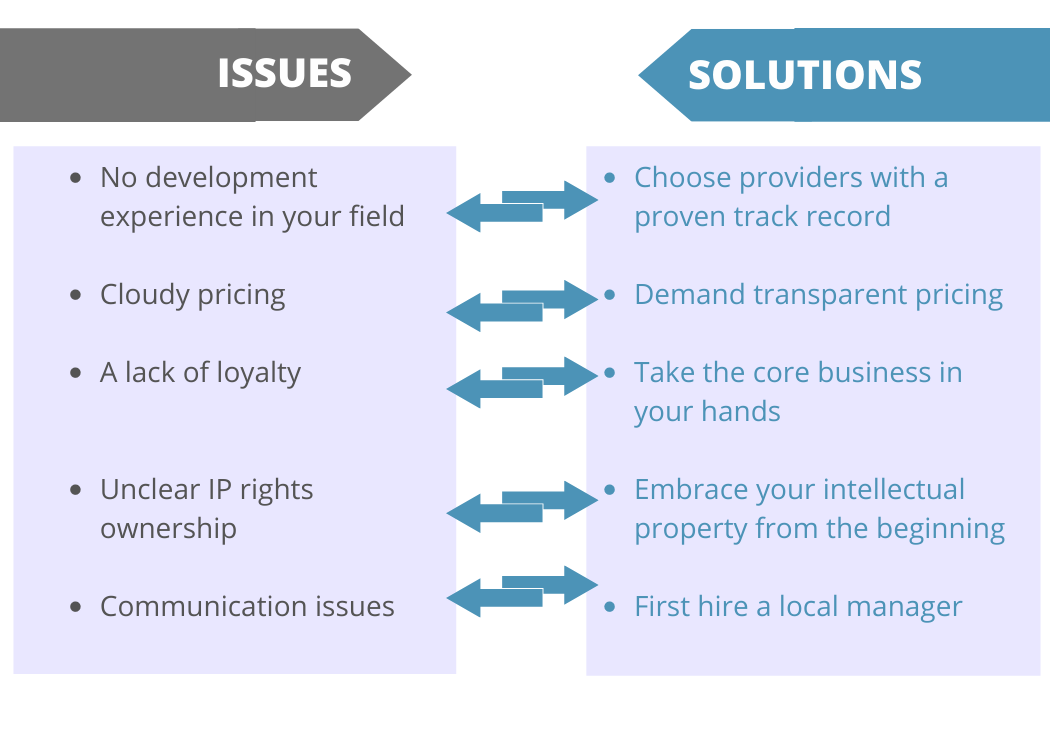 ISSUES
SOLUTIONS
• No development
experience in your field
• Choose providers with a
proven track record
• Cloudy pricing
• Demand transparent pricing
• A lack of loyalty
• Take the core business in
your hands
• Unclear IP rights
ownership
• Embrace your intellectual
property from the beginning
• Communication issues
• First hire a local manager